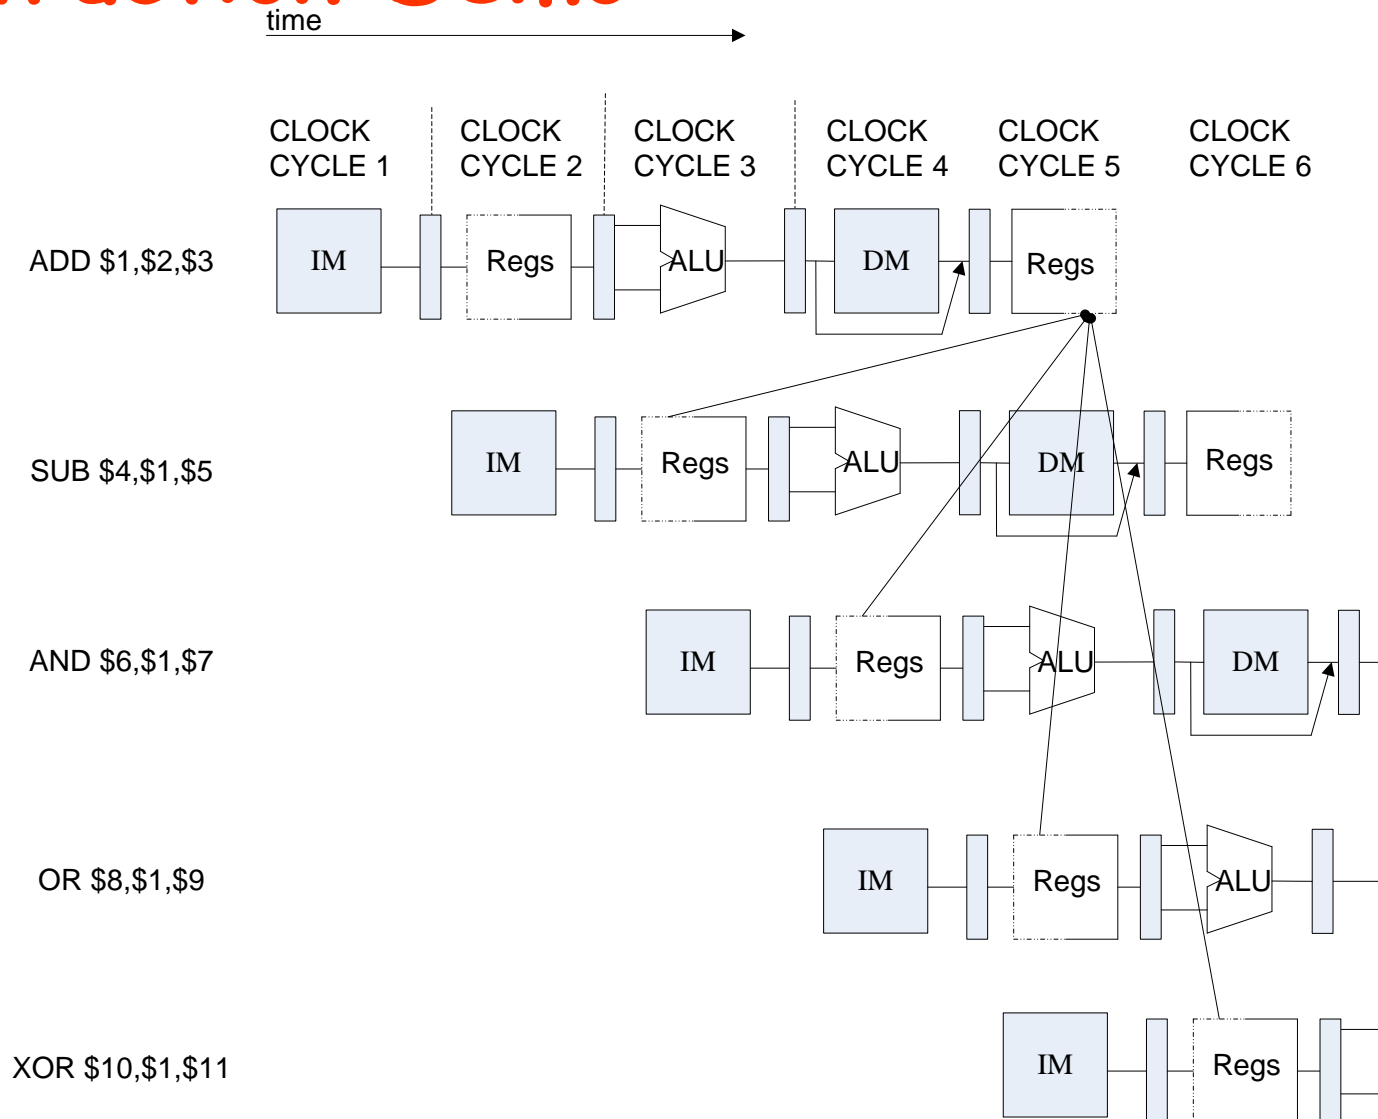 time
CLOCK CLOCK CLOCK CLOCK CLOCK CLOCK
CYCLE 1 CYCLE 2 CYCLE 3 CYCLE 4 CYCLE 5 CYCLE 6
ADD $1,$2,$3 IM Regs ALU DM Regs
SUB $4,$1,$5 IM Regs ALU DM Regs
AND $6,$1,$7 IM Regs ALU DM
OR $8,$1,$9 IM Regs ALU
XOR $10,$1,$11 IM Regs